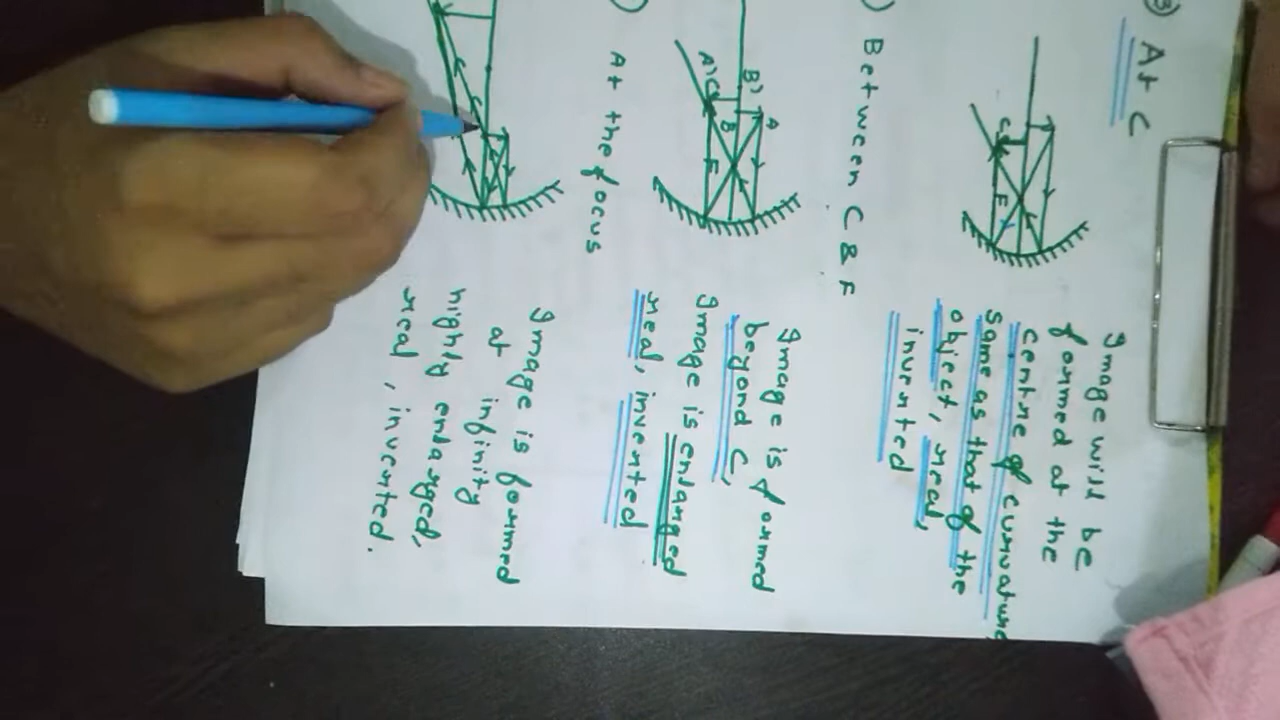 3) At C
C
F
Image will be
formed at the
centre of curvature
same as that of the
object, real,
inverted
) Between C & F
A
B'
B
A'
C
F
Image is formed
beyond C,
Image is enlarged
real, inverted
) At the focus
Image is formed
at infinity
highly enlarged,
real, inverted.